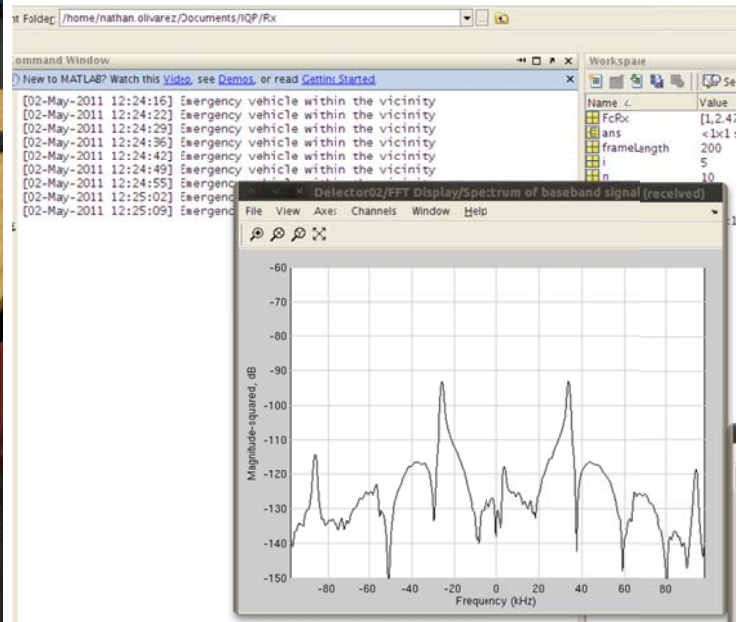 nt Folder: /home/nathan.olivarez/Documents/IQP/Rx
ommand Window
New to MATLAB? Watch this Video, see Demos, or read Getting Started.
[02-May-2011 12:24:16] Emergency vehicle within the vicinity
[02-May-2011 12:24:22] Emergency vehicle within the vicinity
[02-May-2011 12:24:29] Emergency vehicle within the vicinity
[02-May-2011 12:24:36] Emergency vehicle within the vicinity
[02-May-2011 12:24:42] Emergency vehicle within the vicinity
[02-May-2011 12:24:49] Emergency vehicle within the vicinity
[02-May-2011 12:24:55] Emergenc
[02-May-2011 12:25:02] Emergenc
[02-May-2011 12:25:09] Emergenc
Workspace
Se
Name Value
FcRx [1,2.47
ans <1x1 s
frameLength 200
i 5
n 10
Detector02/FFT Display/Spectrum of baseband signal (received)
File View Axes Channels Window Help
-60
-70
-80
-90
-100
-110
-120
-130
-140
-150
Magnitude-squared, dB
-80 -60 -40 -20 0 20 40 60 80
Frequency (kHz)